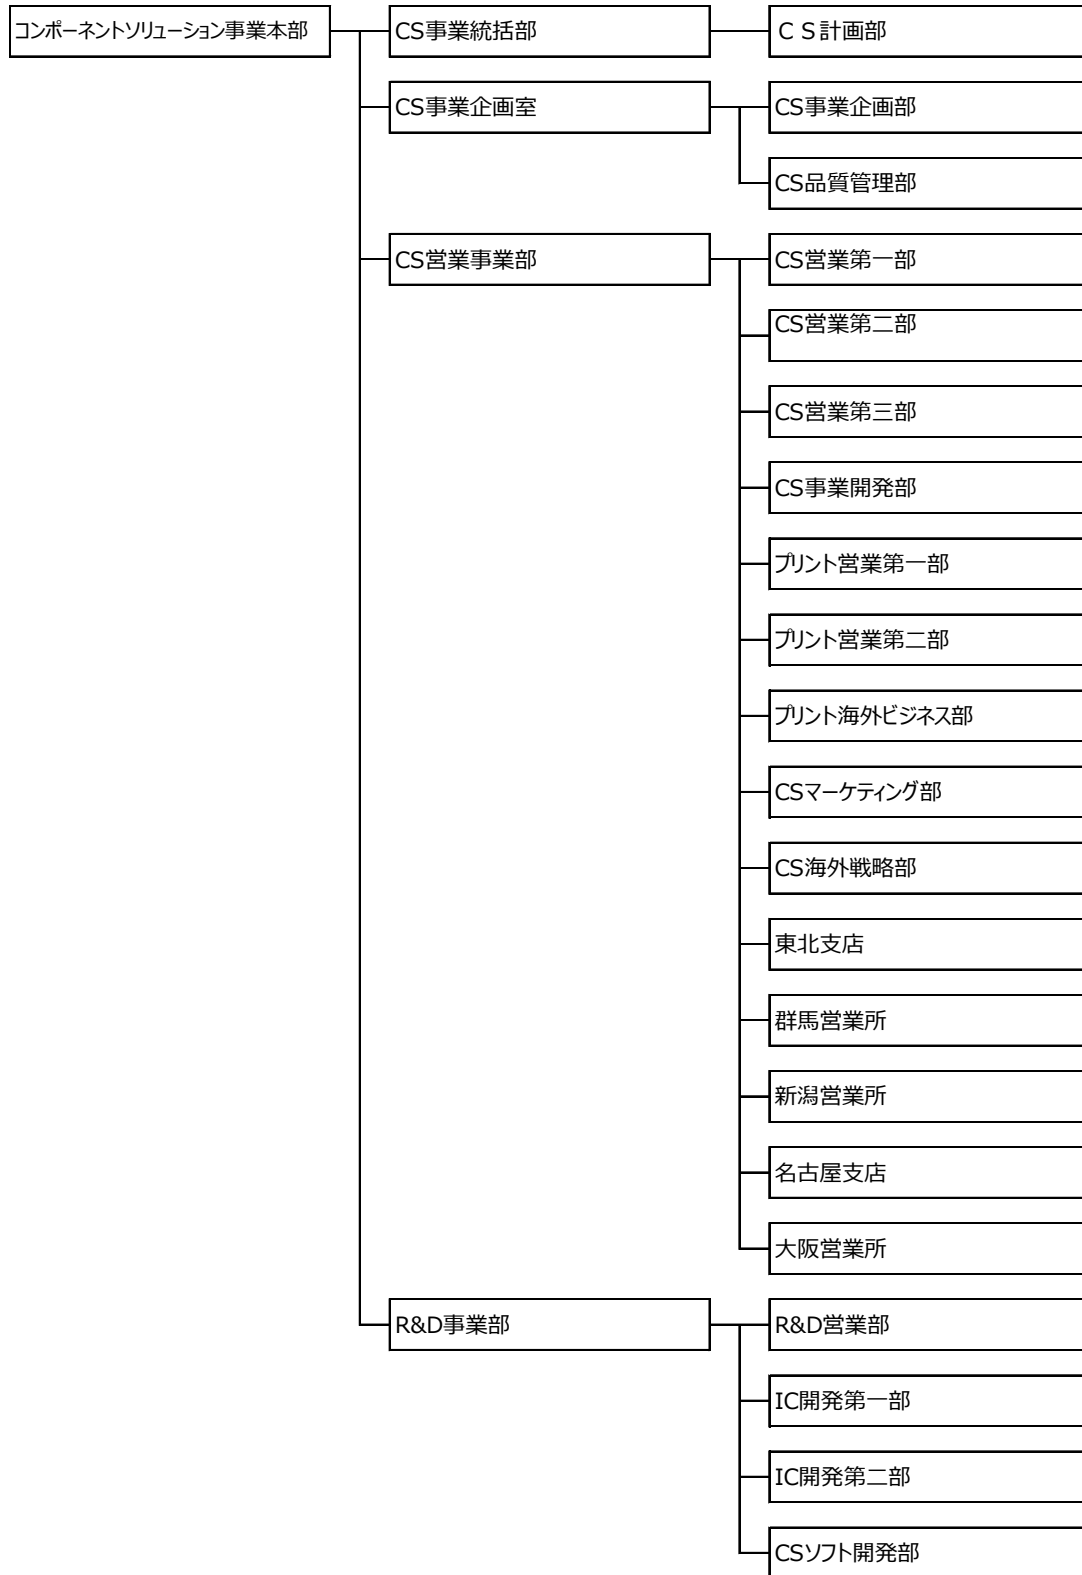 コンポーネントソリューション事業本部
CS事業統括部
ＣＳ計画部
CS事業企画室
CS事業企画部
CS品質管理部
CS営業事業部
CS営業第一部
CS営業第二部
CS営業第三部
CS事業開発部
プリント営業第一部
プリント営業第二部
プリント海外ビジネス部
CSマーケティング部
CS海外戦略部
東北支店
群馬営業所
新潟営業所
名古屋支店
大阪営業所
R&D事業部
R&D営業部
IC開発第一部
IC開発第二部
CSソフト開発部